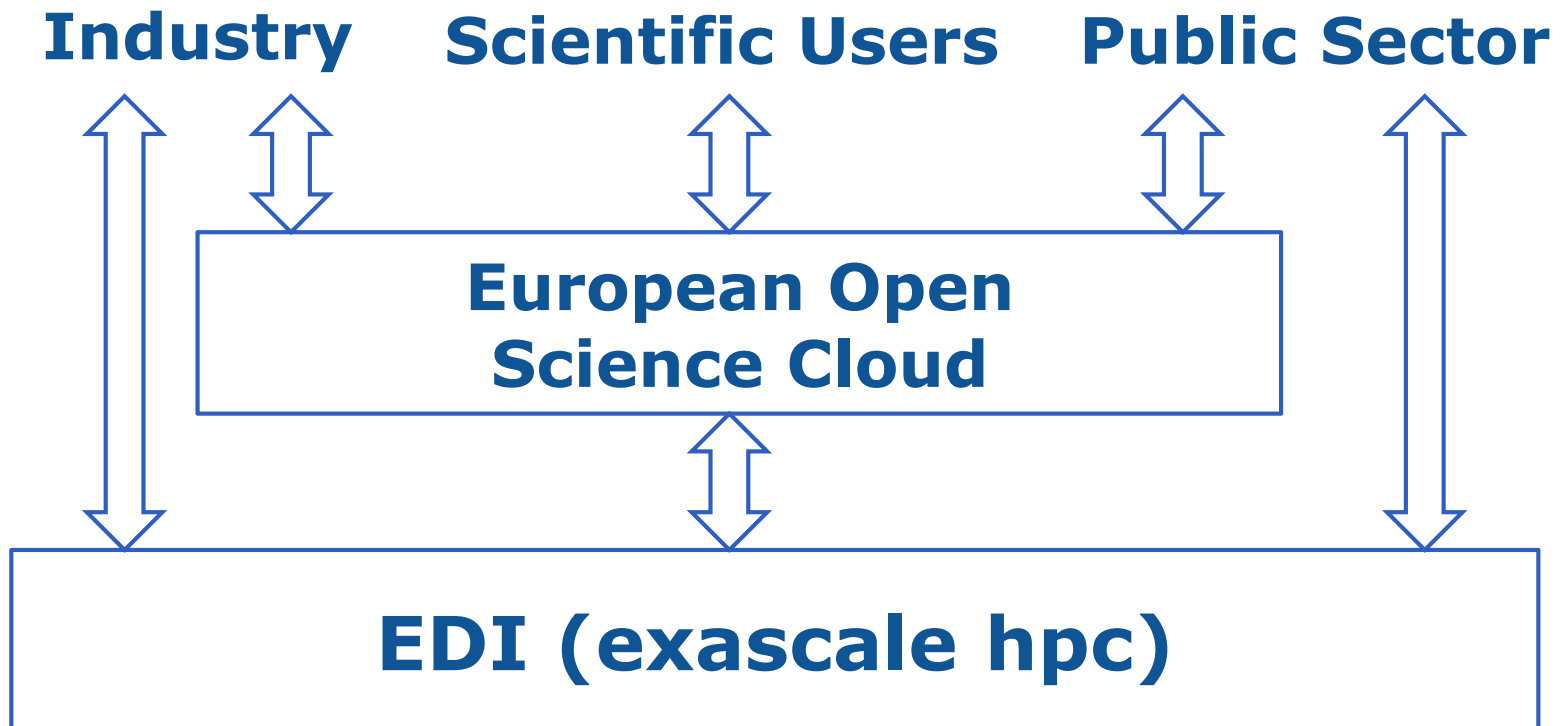 Industry
Scientific Users
Public Sector
European Open
Science Cloud
EDI (exascale hpc)